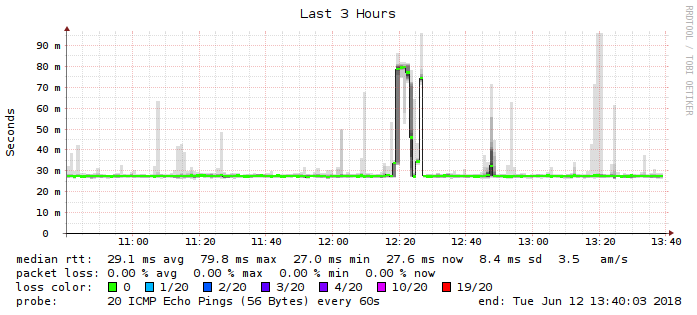 Last 3 Hours
RRDTOOL / TOBI OETIKER
Seconds
90 m
80 m
70 m
60 m
50 m
40 m
30 m
20 m
10 m
0
11:00 11:20 11:40 12:00 12:20 12:40 13:00 13:20 13:40
median rtt: 29.1 ms avg 79.8 ms max 27.0 ms min 27.6 ms now 8.4 ms sd 3.5 am/s
packet loss: 0.00 % avg 0.00 % max 0.00 % min 0.00 % now
loss color: 0 1/20 2/20 3/20 4/20 10/20 19/20
probe: 20 ICMP Echo Pings (56 Bytes) every 60s end: Tue Jun 12 13:40:03 2018